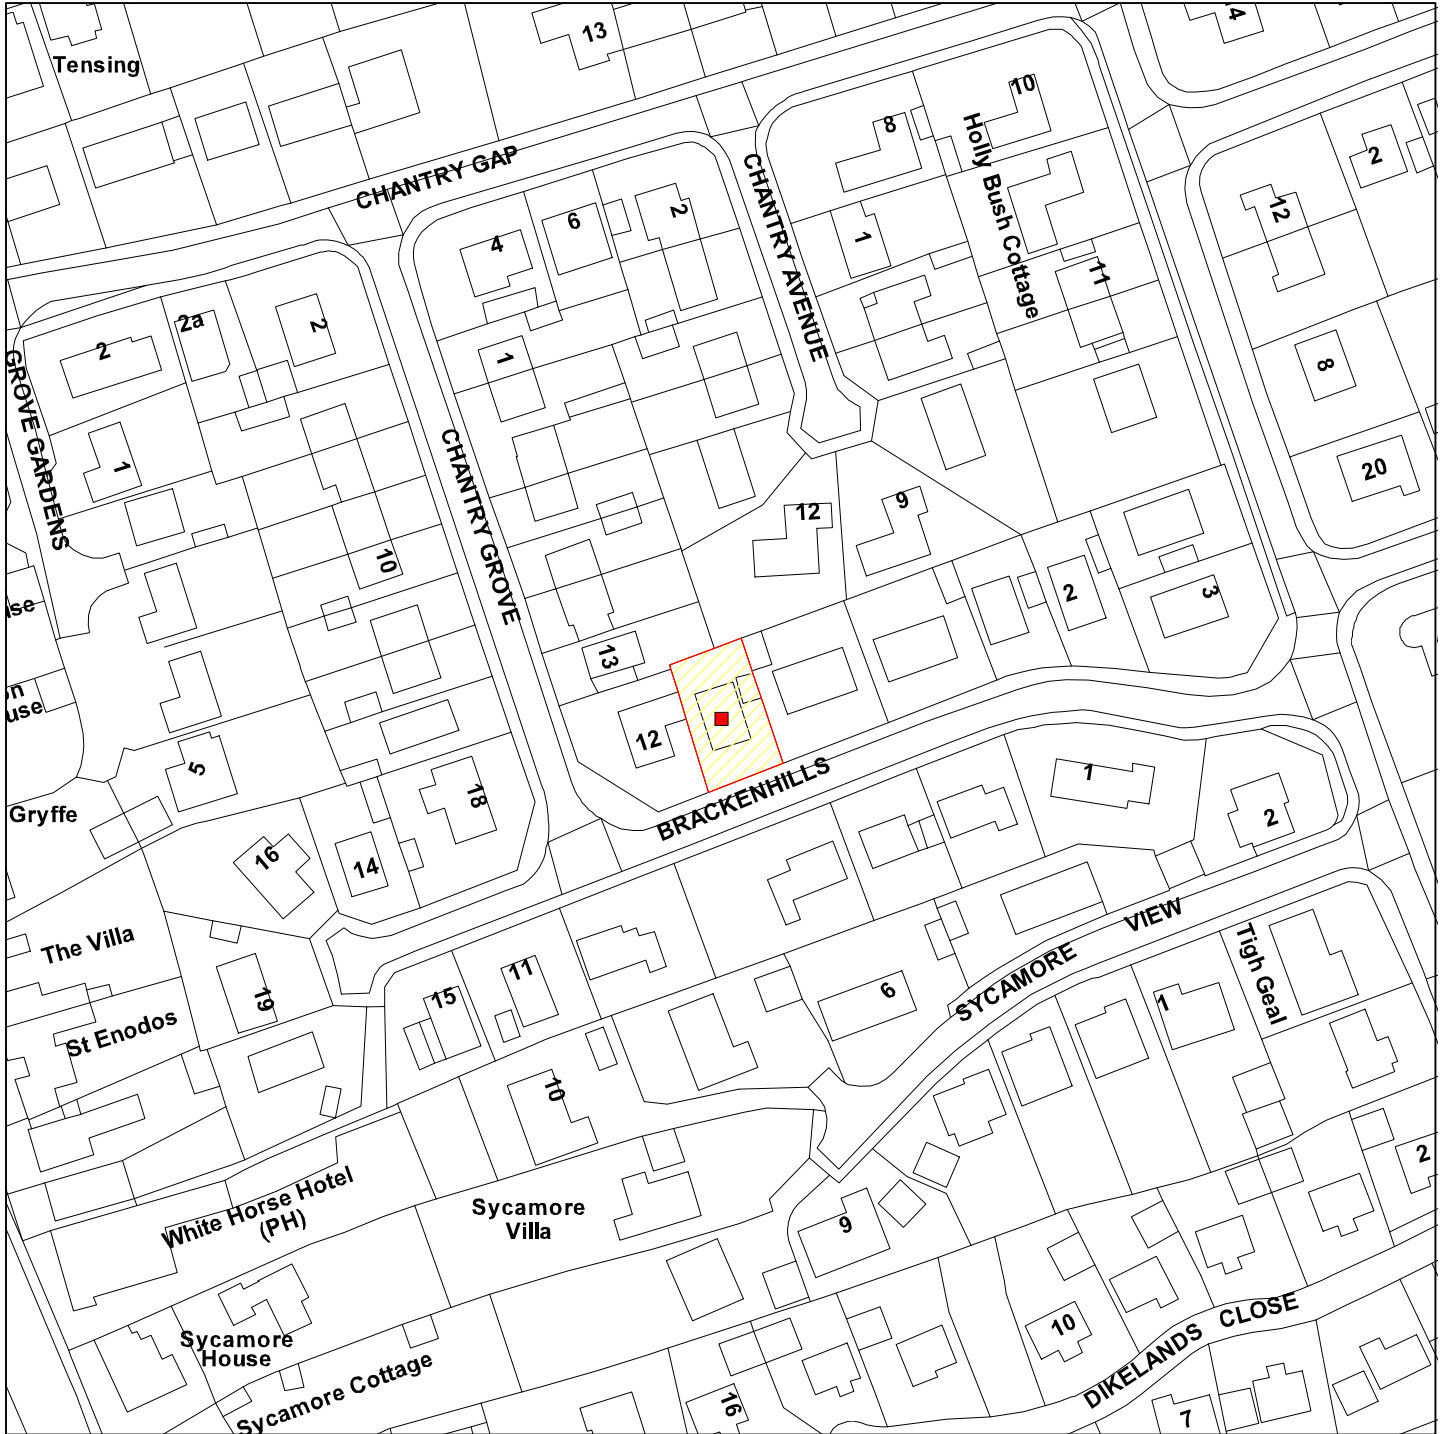 Tensing
13
14
10
8
Holly Bush Cottage
2
12
CHANTRY GAP
CHANTRY AVENUE
4
6
2
1
11
2
2a
2
1
8
GROVE GARDENS
1
CHANTRY GROVE
20
12
9
10
2
3
13
12
5
1
2
BRACKENHILLS
Gryffe
18
16
14
The Villa
SYCAMORE VIEW
Tigh Geal
11
15
6
19
1
St Enodos
10
2
White Horse Hotel
(PH)
Sycamore
Villa
9
Sycamore
House
10
DIKELANDS CLOSE
Sycamore Cottage
16
7